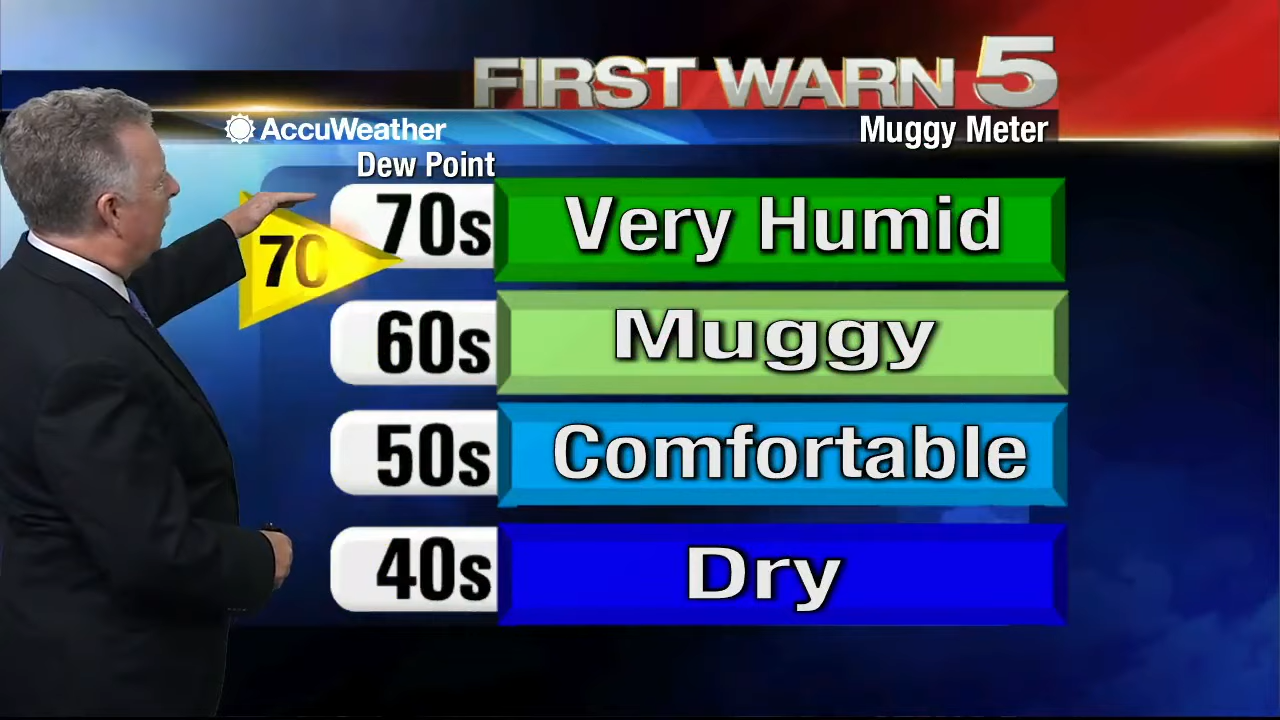 FIRST WARN 5
AccuWeather
Muggy Meter
Dew Point
70
70s Very Humid
60s Muggy
50s Comfortable
40s Dry